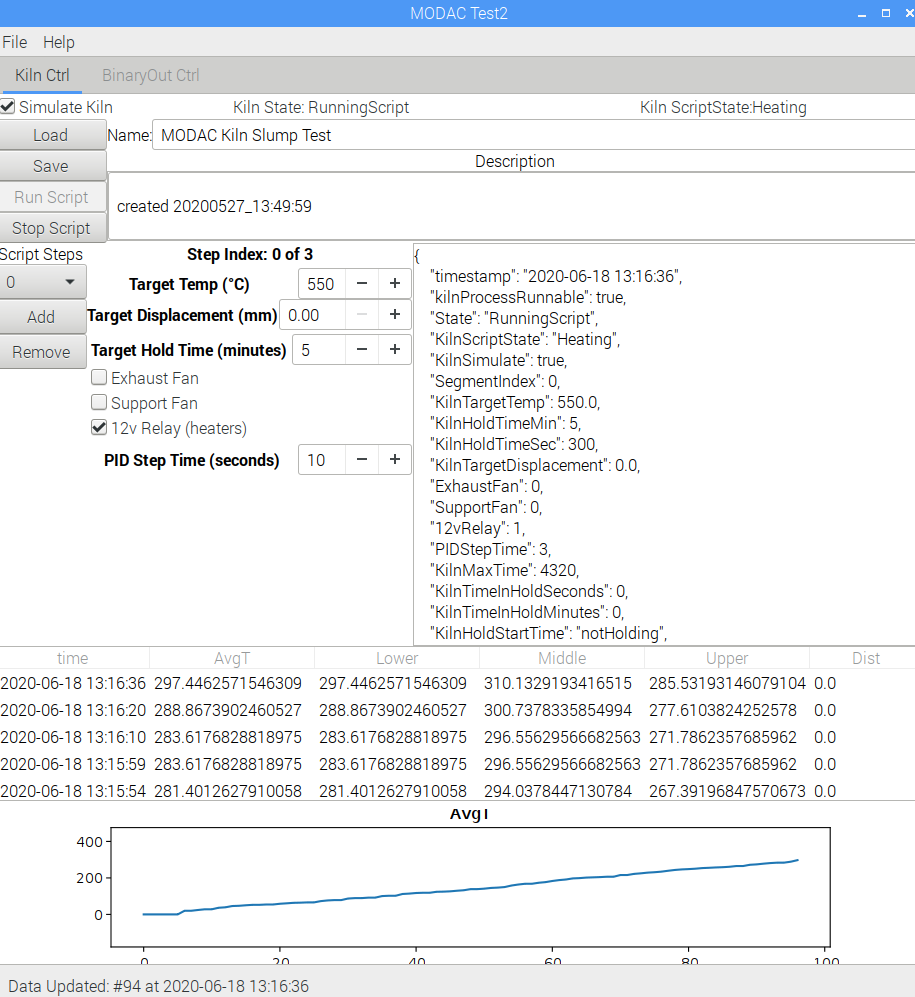 MODAC Test2
File Help
Kiln Ctrl BinaryOut Ctrl
Simulate Kiln Kiln State: RunningScript Kiln ScriptState:Heating
Load Name: MODAC Kiln Slump Test
Save Description
Run Script created 20200527_13:49:59
Stop Script
Script Steps Step Index: 0 of 3
0 Target Temp (°C) 550 − +
Add Target Displacement (mm) 0.00 − +
Remove Target Hold Time (minutes) 5 − +
Exhaust Fan
Support Fan
12v Relay (heaters)
PID Step Time (seconds) 10 − +
{
"timestamp": "2020-06-18 13:16:36",
"kilnProcessRunnable": true,
"State": "RunningScript",
"KilnScriptState": "Heating",
"KilnSimulate": true,
"SegmentIndex": 0,
"KilnTargetTemp": 550.0,
"KilnHoldTimeMin": 5,
"KilnHoldTimeSec": 300,
"KilnTargetDisplacement": 0.0,
"ExhaustFan": 0,
"SupportFan": 0,
"12vRelay": 1,
"PIDStepTime": 3,
"KilnMaxTime": 4320,
"KilnTimeInHoldSeconds": 0,
"KilnTimeInHoldMinutes": 0,
"KilnHoldStartTime": "notHolding",
time AvgT Lower Middle Upper Dist
2020-06-18 13:16:36 297.4462571546309 297.4462571546309 310.1329193416515 285.53193146079104 0.0
2020-06-18 13:16:20 288.8673902460527 288.8673902460527 300.7378335854994 277.6103824252578 0.0
2020-06-18 13:16:10 283.6176828818975 283.6176828818975 296.55629566682563 271.7862357685962 0.0
2020-06-18 13:15:59 283.6176828818975 283.6176828818975 296.55629566682563 271.7862357685962 0.0
2020-06-18 13:15:54 281.4012627910058 281.4012627910058 294.0378447130784 267.39196847570673 0.0
AvgT
400
200
0
0 20 40 60 80 100
Data Updated: #94 at 2020-06-18 13:16:36